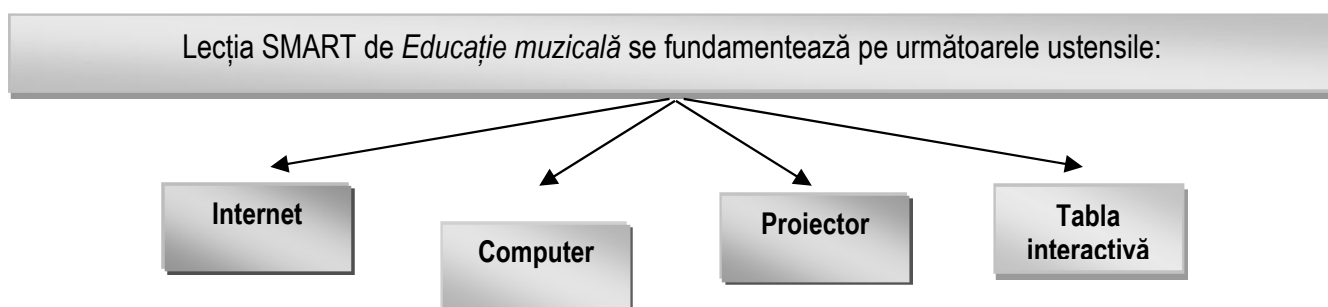 Lecția SMART de Educație muzicală se fundamentează pe următoarele ustensile:
Internet
Computer
Proiector
Tabla
interactivă